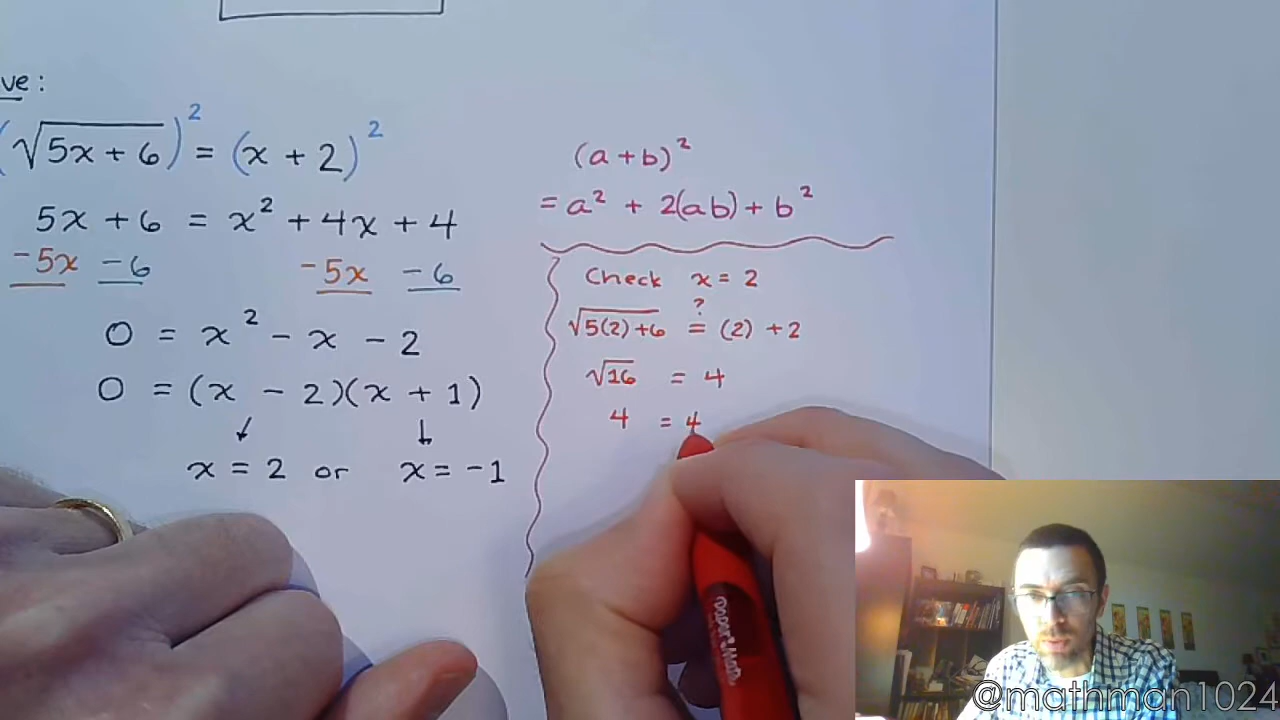 ve:
(√5x + 6)² = (x + 2)²
5x + 6 = x² + 4x + 4
-5x -6 -5x -6
0 = x² - x - 2
0 = (x - 2)(x + 1)
↙ ↓
x = 2 or x = -1
(a + b)²
= a² + 2(ab) + b²
Check x = 2
√5(2) + 6 ≟ (2) + 2
√16 = 4
4 = 4
Paper Mate
@mathman1024